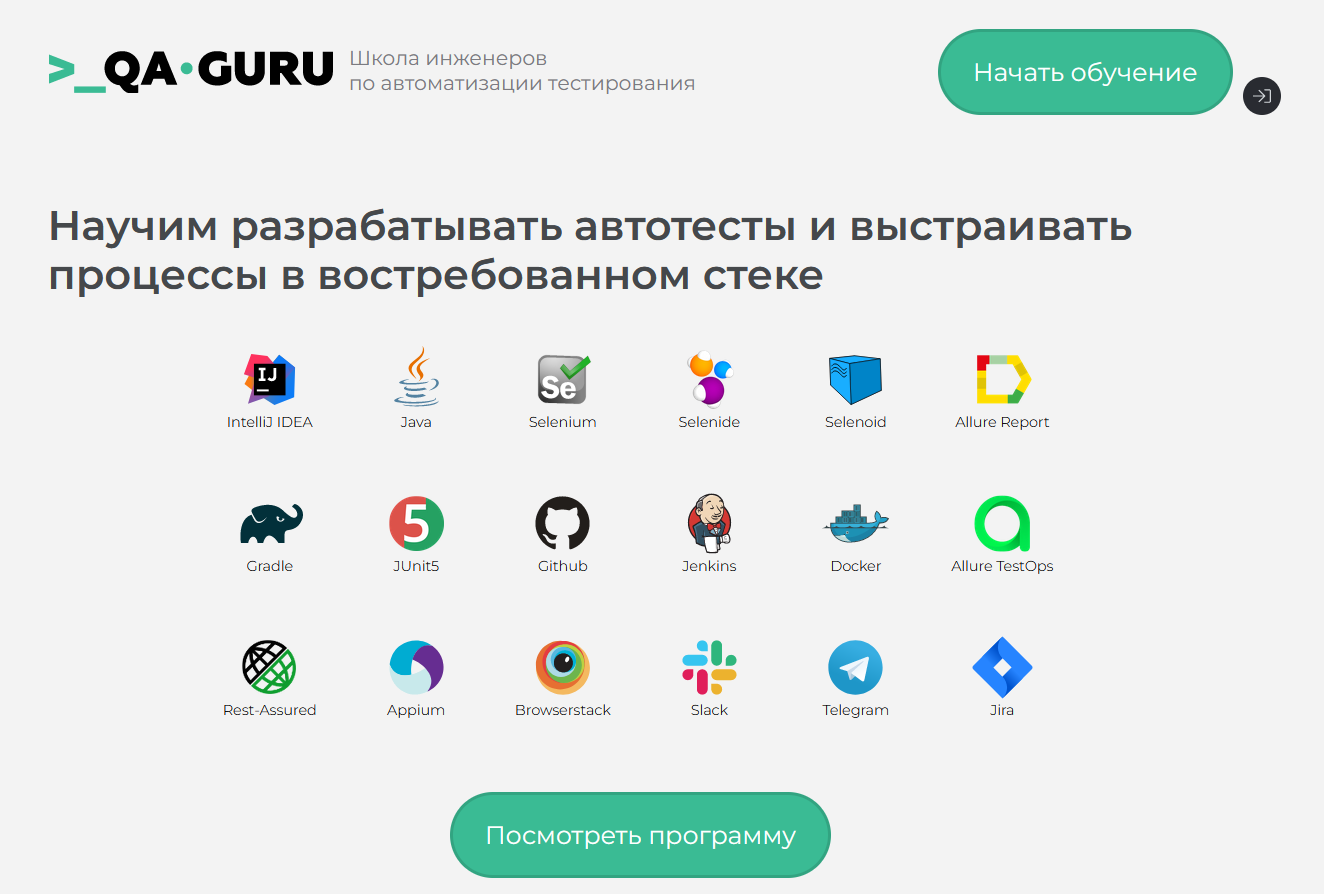 >_QA•GURU
Школа инженеров
по автоматизации тестирования
Начать обучение
Научим разрабатывать автотесты и выстраивать
процессы в востребованном стеке
IJ
Se
IntelliJ IDEA
Java
Selenium
Selenide
Selenoid
Allure Report
5
Gradle
JUnit5
Github
Jenkins
Docker
Allure TestOps
Rest-Assured
Appium
Browserstack
Slack
Telegram
Jira
Посмотреть программу